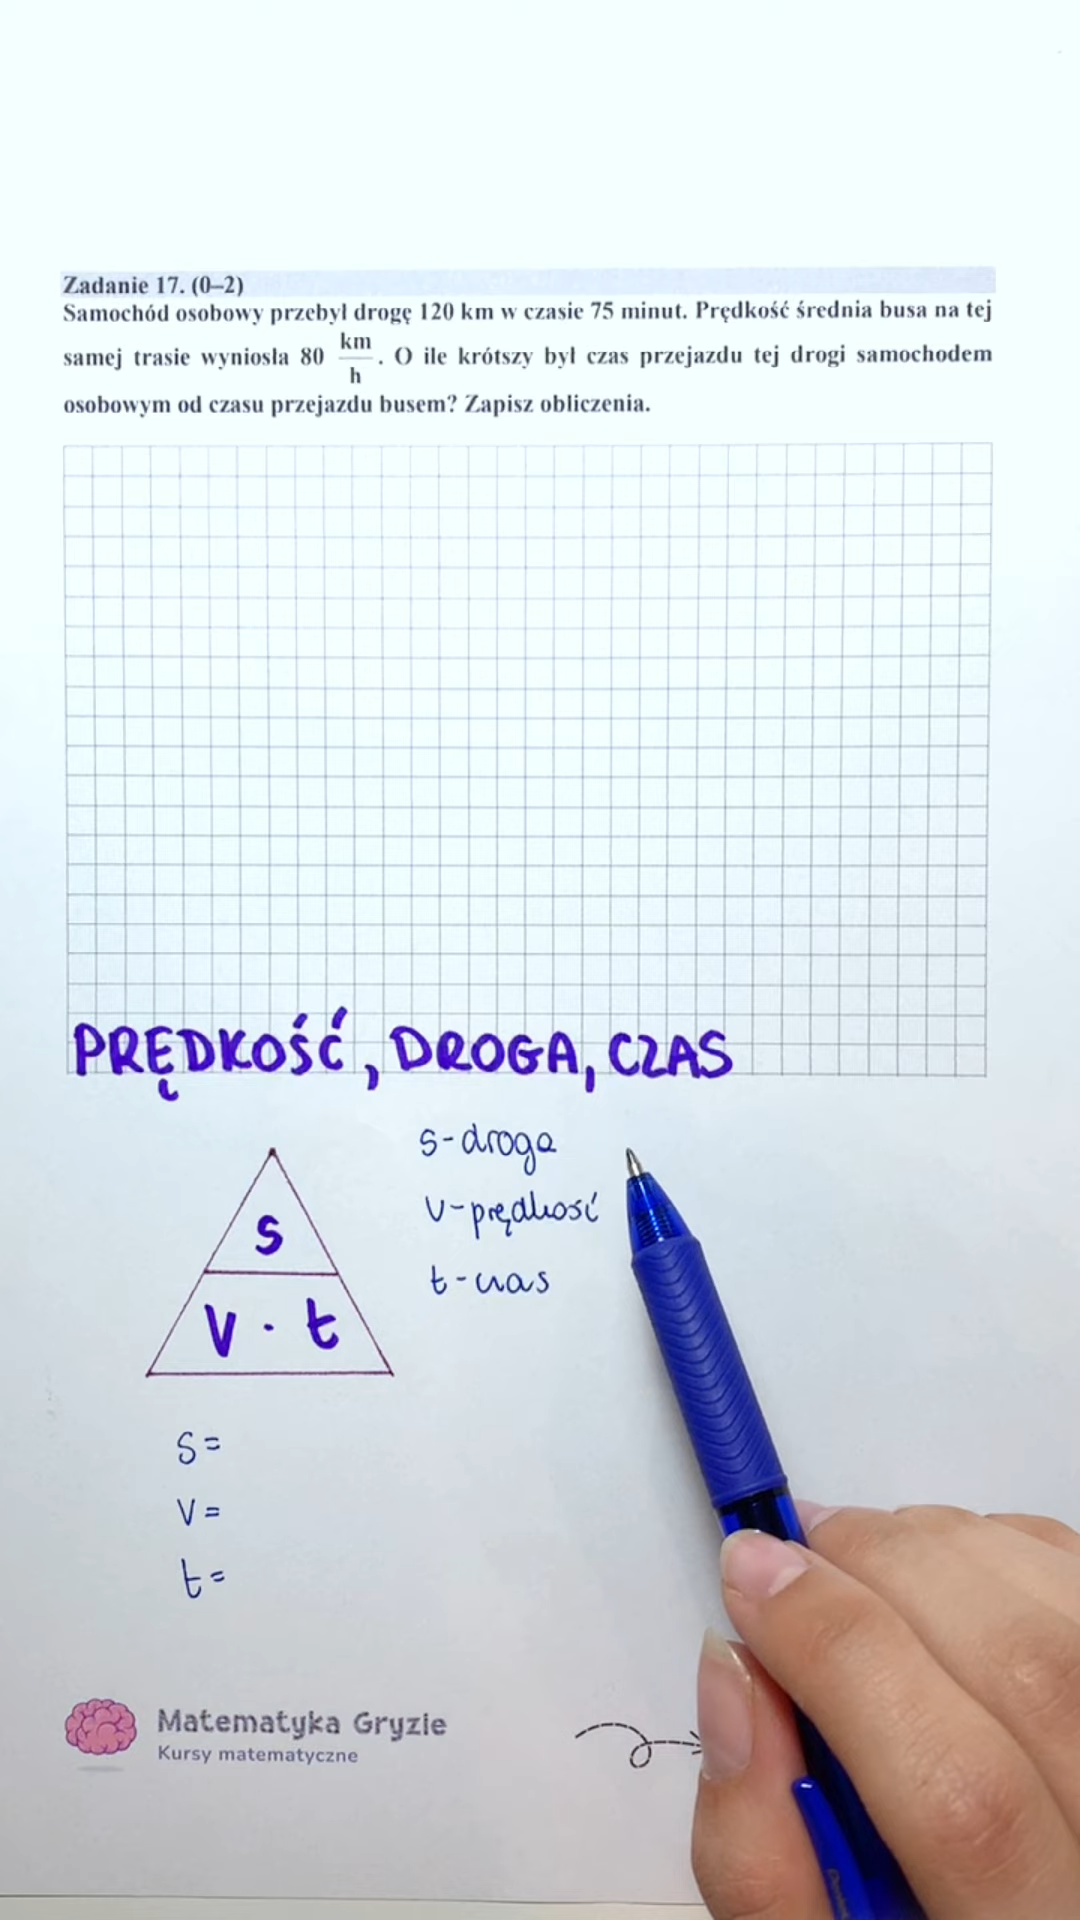 Zadanie 17. (0–2)
Samochód osobowy przebył drogę 120 km w czasie 75 minut. Prędkość średnia busa na tej
samej trasie wyniosła 80 km/h. O ile krótszy był czas przejazdu tej drogi samochodem
osobowym od czasu przejazdu busem? Zapisz obliczenia.
PRĘDKOŚĆ, DROGA, CZAS
s-droga
v-prędkość
t-czas
s
v · t
s=
v=
t=
Matematyka Gryzie
Kursy matematyczne